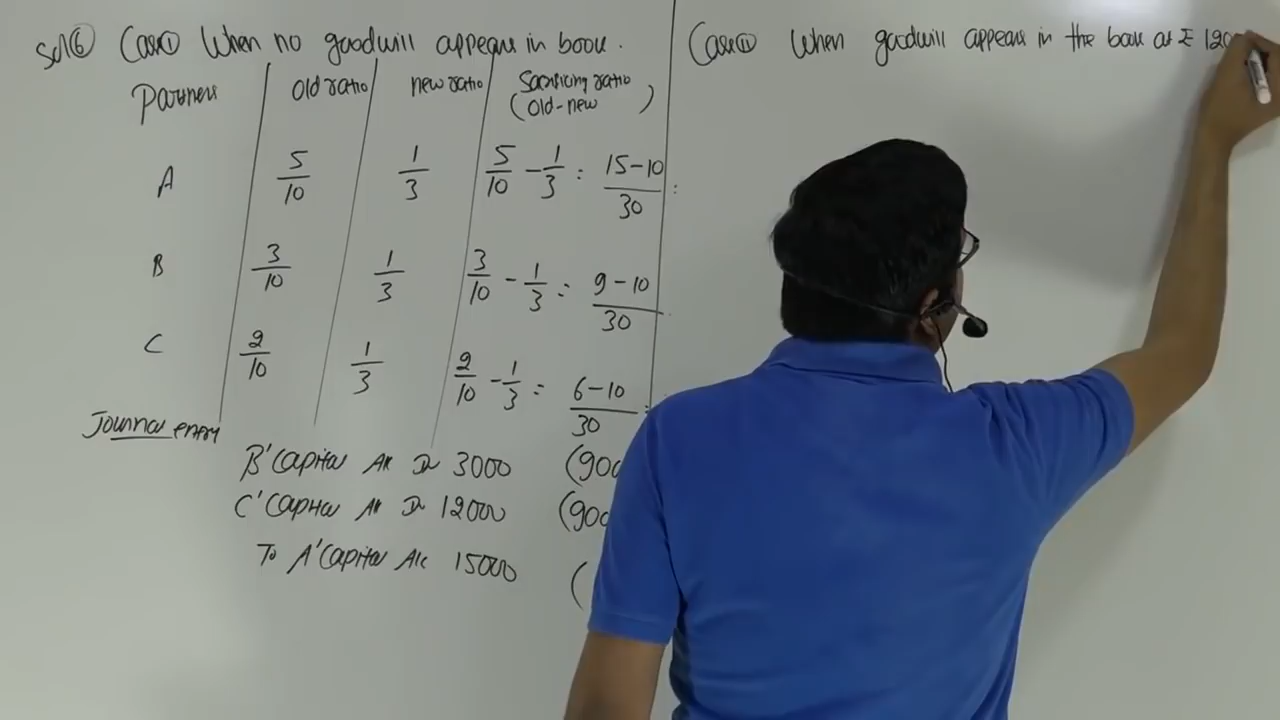 Sol⑥ Case① When no goodwill appears in book.
Partners old ratio new ratio Sacrificing ratio
(old-new)
A 5/10 1/3 5/10 - 1/3 = 15-10/30 =
B 3/10 1/3 3/10 - 1/3 = 9-10/30
C 2/10 1/3 2/10 - 1/3 = 6-10/30 =
Journal entry
B' Capital A/c Dr 3000 (900
C' Capital A/c Dr 12000 (900
To A' Capital A/c 15000 (
Case When goodwill appears in the book at ₹ 120